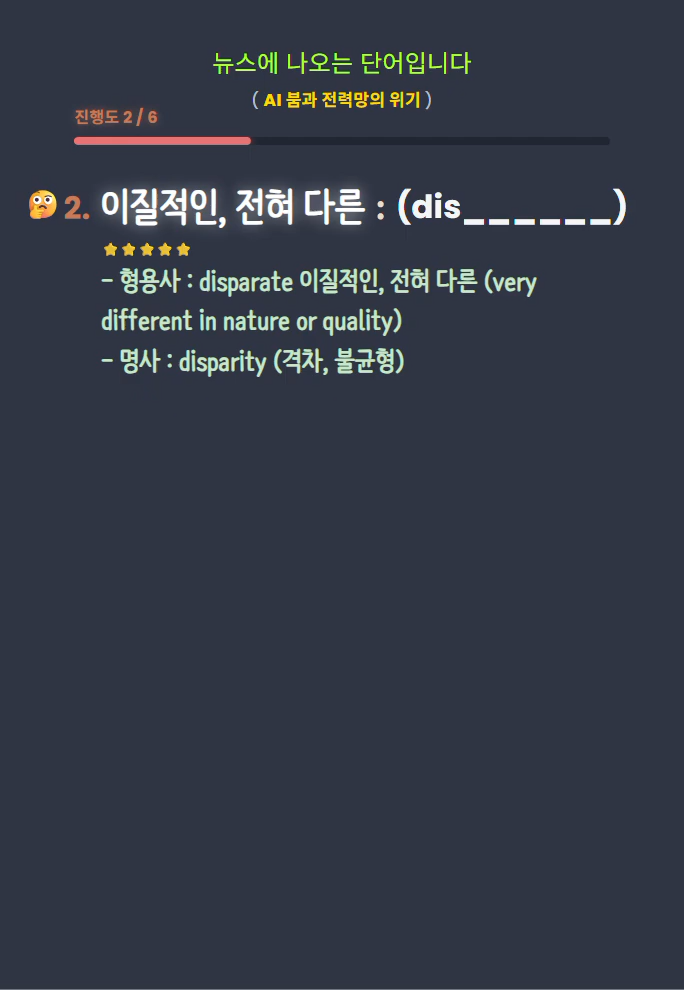 뉴스에 나오는 단어입니다
( AI 붐과 전력망의 위기 )
진행도 2 / 6
2. 이질적인, 전혀 다른 : (dis_ _ _ _ _ _)
– 형용사 : disparate 이질적인, 전혀 다른 (very
different in nature or quality)
– 명사 : disparity (격차, 불균형)